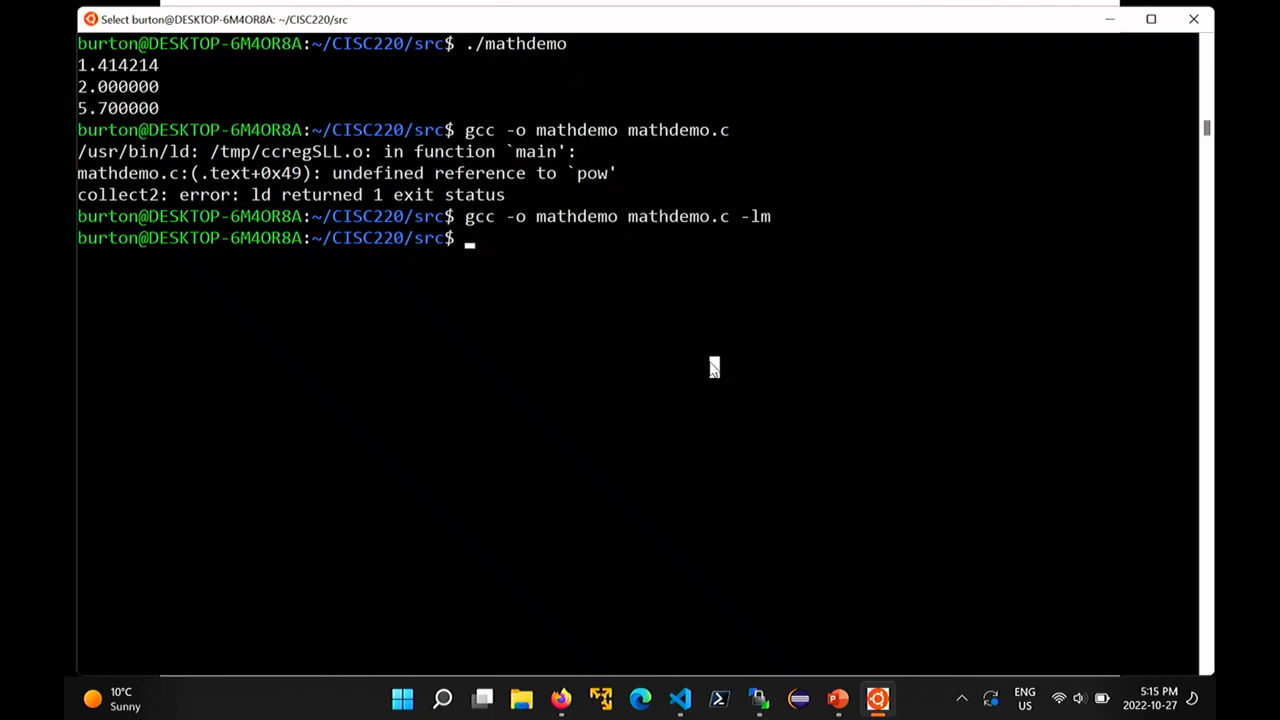 Select burton@DESKTOP-6M4OR8A: ~/CISC220/src
burton@DESKTOP-6M4OR8A:~/CISC220/src$ ./mathdemo
1.414214
2.000000
5.700000
burton@DESKTOP-6M4OR8A:~/CISC220/src$ gcc -o mathdemo mathdemo.c
/usr/bin/ld: /tmp/ccregSLL.o: in function `main':
mathdemo.c:(.text+0x49): undefined reference to `pow'
collect2: error: ld returned 1 exit status
burton@DESKTOP-6M4OR8A:~/CISC220/src$ gcc -o mathdemo mathdemo.c -lm
burton@DESKTOP-6M4OR8A:~/CISC220/src$
10°C
Sunny
ENG
US
5:15 PM
2022-10-27